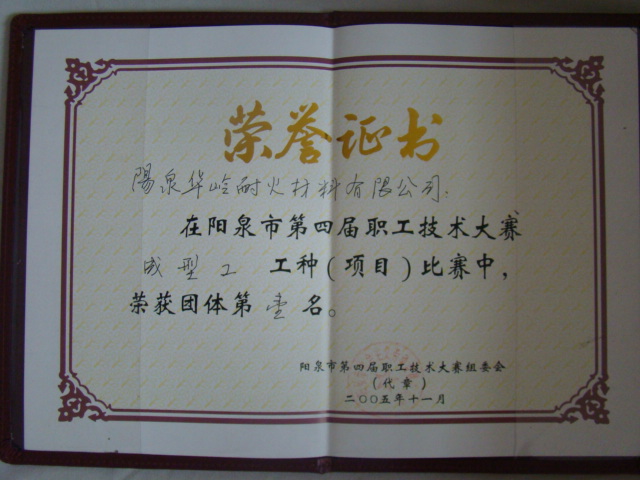 荣誉证书
陽泉华岭耐火材料有限公司:
在阳泉市第四届职工技术大赛
成型工 工种(项目)比赛中,
荣获团体第 壹 名。
阳泉市第四届职工技术大赛组委会
(代章)
二〇〇五年十一月